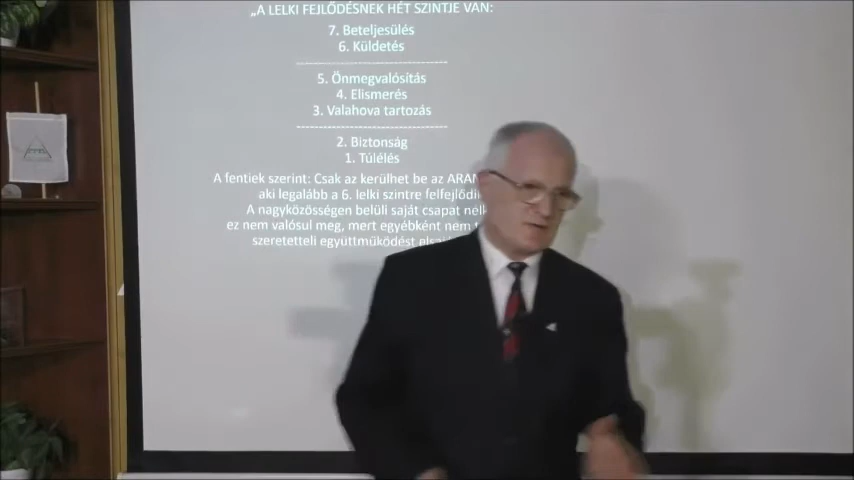 „A LELKI FEJLŐDÉSNEK HÉT SZINTJE VAN:
7. Beteljesülés
6. Küldetés
5. Önmegvalósítás
4. Elismerés
3. Valahova tartozás
2. Biztonság
1. Túlélés
A fentiek szerint: Csak az kerülhet be az
aki legalább a 6. lelki szintre
A nagyközösségen belüli saját csapat
ez nem valósul meg, mert egyébként nem
szeretetteli együttműködést